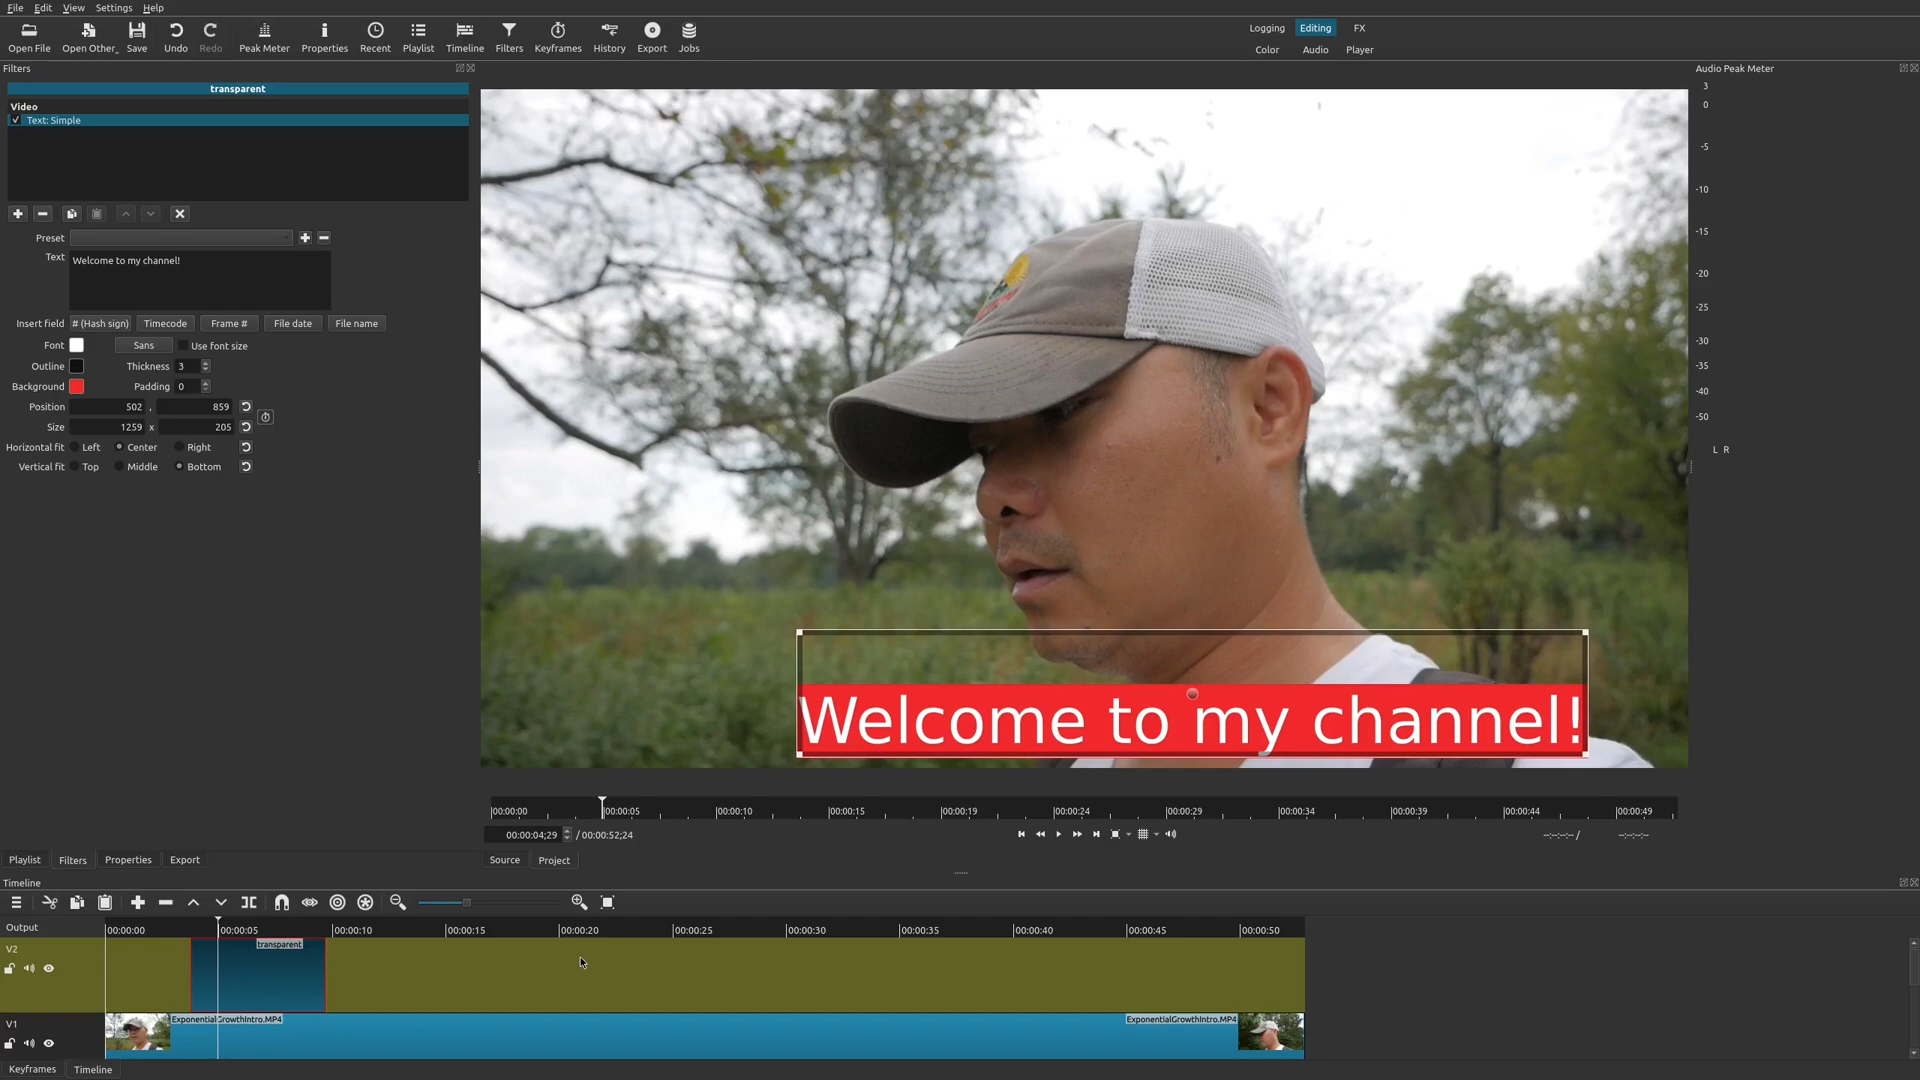 File Edit View Settings Help
Open File Open Other Save Undo Redo Peak Meter Properties Recent Playlist Timeline Filters Keyframes History Export Jobs
Logging Editing FX
Color Audio Player
Filters
Audio Peak Meter
transparent
Video
Text: Simple
Preset
Text Welcome to my channel!
Insert field # (Hash sign) Timecode Frame # File date File name
Font Sans Use font size
Outline Thickness 3
Background Padding 0
Position 502 , 859
Size 1259 x 205
Horizontal fit Left Center Right
Vertical fit Top Middle Bottom
3
0
-5
-10
-15
-20
-25
-30
-35
-40
-50
L R
Welcome to my channel!
00:00:00 00:00:05 00:00:10 00:00:15 00:00:19 00:00:24 00:00:29 00:00:34 00:00:39 00:00:44 00:00:49
00:00:04;29 / 00:00:52;24 --:--:--:-- / --:--:--:--
Playlist Filters Properties Export Source Project
Timeline
Output 00:00:00 00:00:05 00:00:10 00:00:15 00:00:20 00:00:25 00:00:30 00:00:35 00:00:40 00:00:45 00:00:50
V2 transparent
V1 ExponentialGrowthIntro.MP4 ExponentialGrowthIntro.MP4
Keyframes Timeline